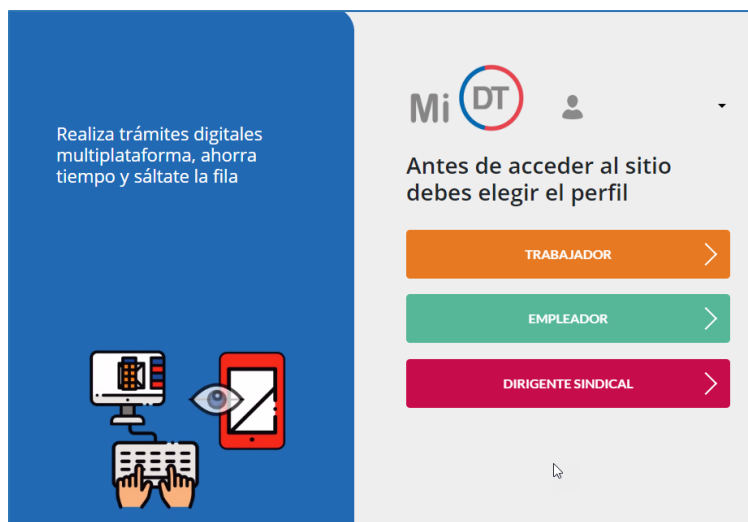 Realiza trámites digitales
multiplataforma, ahorra
tiempo y sáltate la fila
Mi DT
Antes de acceder al sitio
debes elegir el perfil
TRABAJADOR
EMPLEADOR
DIRIGENTE SINDICAL